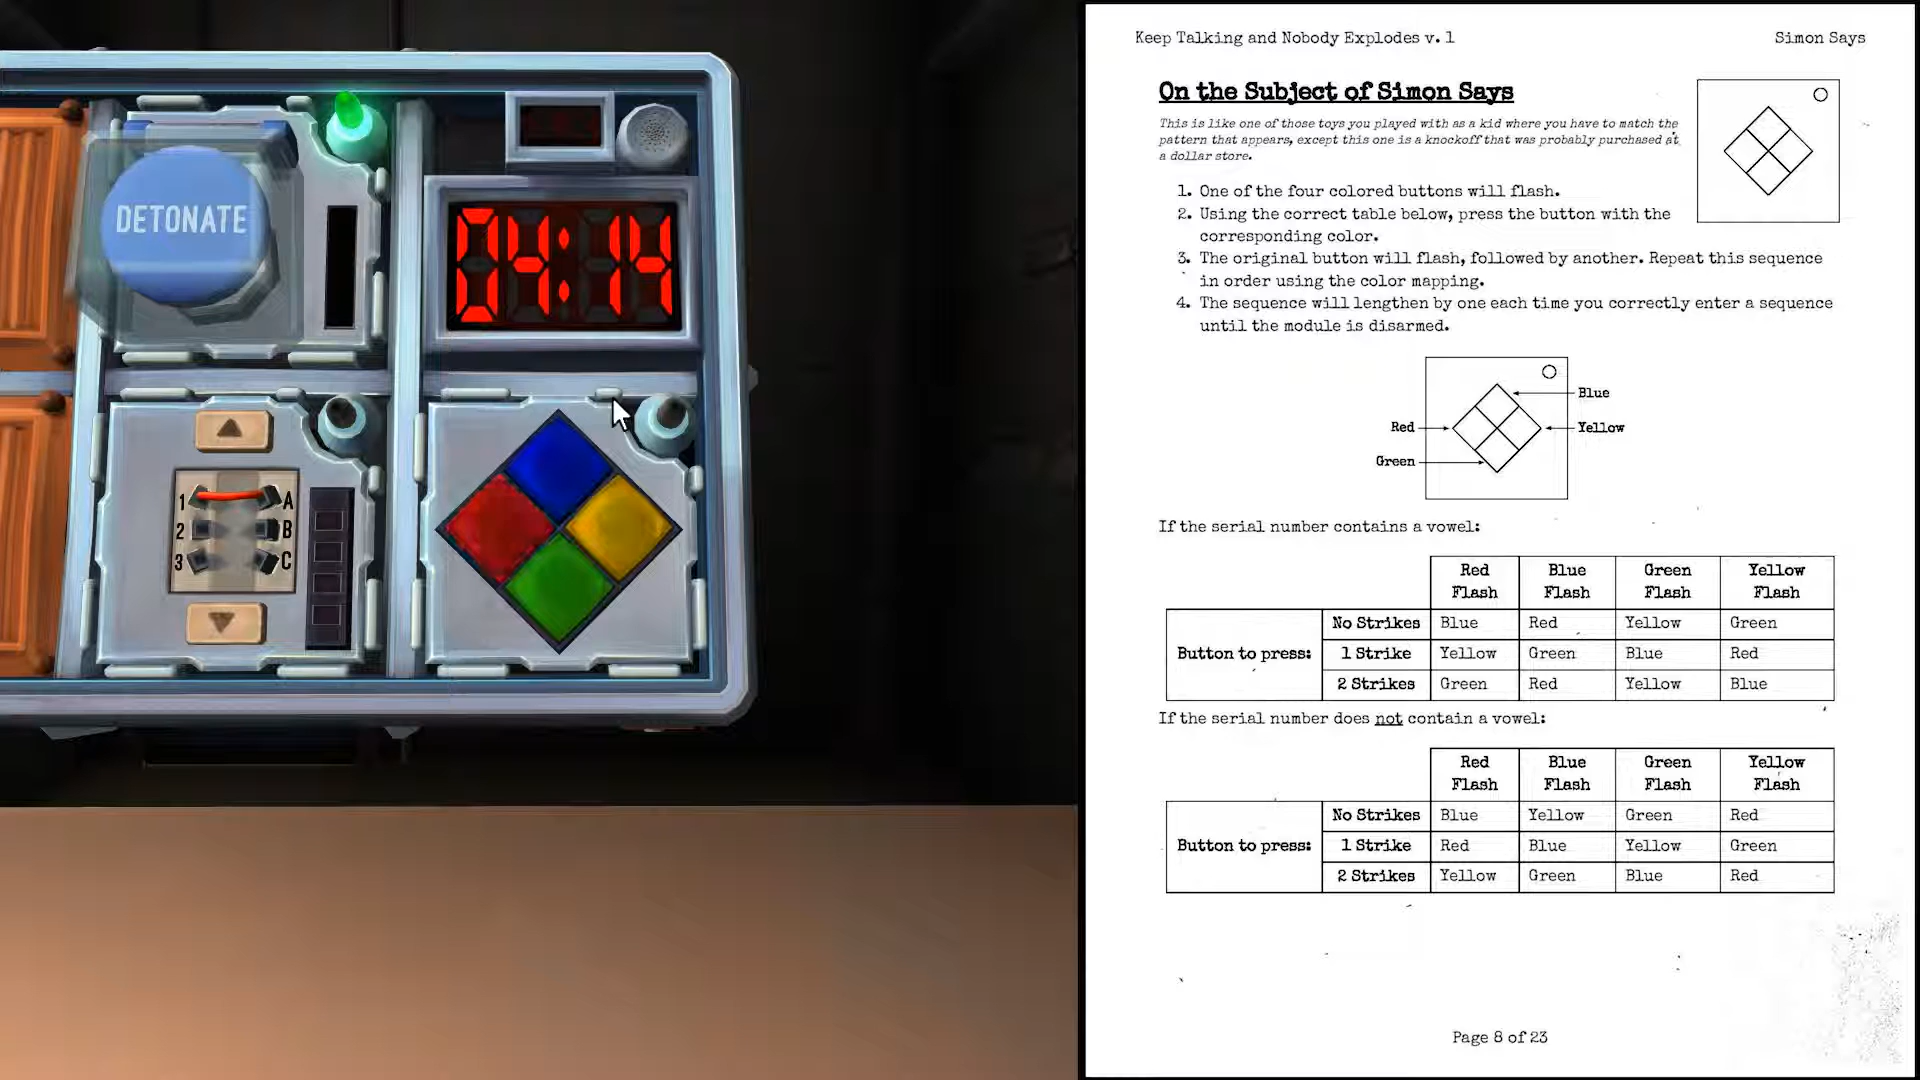 DETONATE
04:14
1 A
2 B
3 C
Keep Talking and Nobody Explodes v. 1
Simon Says
On the Subject of Simon Says
This is like one of those toys you played with as a kid where you have to match the
pattern that appears, except this one is a knockoff that was probably purchased at
a dollar store.
1. One of the four colored buttons will flash.
2. Using the correct table below, press the button with the
corresponding color.
3. The original button will flash, followed by another. Repeat this sequence
in order using the color mapping.
4. The sequence will lengthen by one each time you correctly enter a sequence
until the module is disarmed.
Blue
Red
Yellow
Green
If the serial number contains a vowel:
Red Blue Green Yellow
Flash Flash Flash Flash
No Strikes Blue Red Yellow Green
Button to press: 1 Strike Yellow Green Blue Red
2 Strikes Green Red Yellow Blue
If the serial number does not contain a vowel:
Red Blue Green Yellow
Flash Flash Flash Flash
No Strikes Blue Yellow Green Red
Button to press: 1 Strike Red Blue Yellow Green
2 Strikes Yellow Green Blue Red
Page 8 of 23